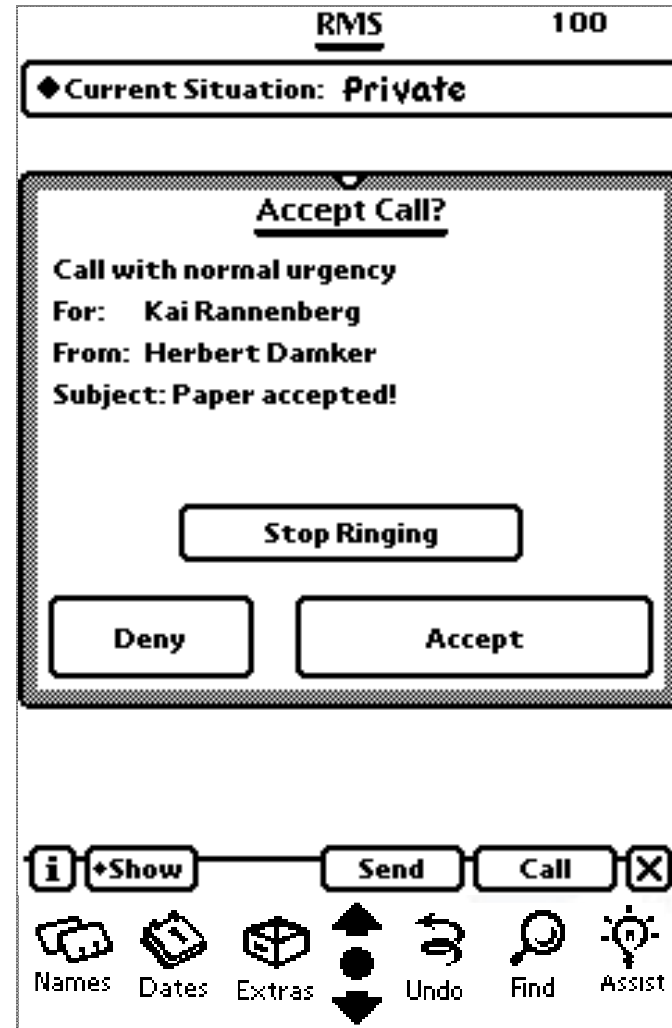 RMS 100
◆Current Situation: Private
Accept Call?
Call with normal urgency
For: Kai Rannenberg
From: Herbert Damker
Subject: Paper accepted!
Stop Ringing
Deny Accept
i ◆Show Send Call X
Names Dates Extras Undo Find Assist